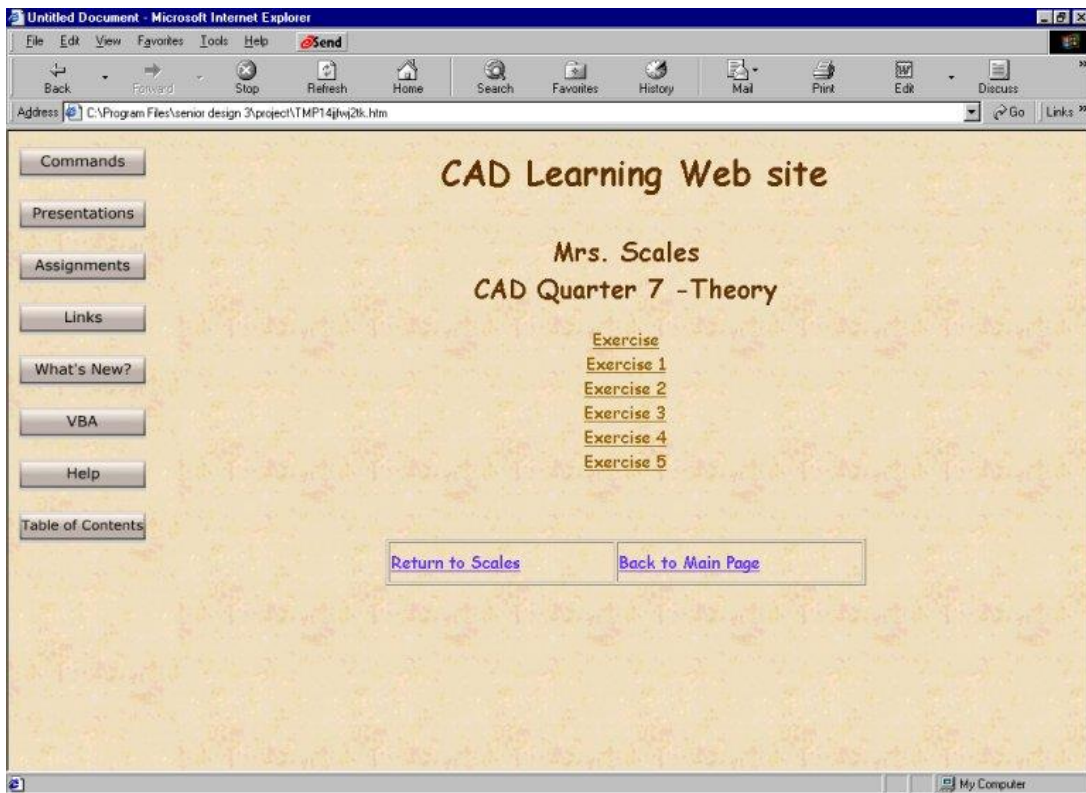 Untitled Document - Microsoft Internet Explorer
File Edit View Favorites Tools Help eSend
Back Forward Stop Refresh Home Search Favorites History Mail Print Edit Discuss
Address C:\Program Files\senior design 3\project\ Go Links
CAD Learning Web site
Mrs. Scales
CAD Quarter 7 -Theory
Exercise
Exercise 1
Exercise 2
Exercise 3
Exercise 4
Exercise 5
Return to Scales Back to Main Page
Commands
Presentations
Assignments
Links
What's New?
VBA
Help
Table of Contents
My Computer